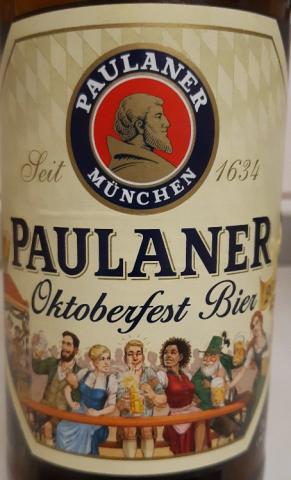 PAULANER
MÜNCHEN
Seit 1634
PAULANER
Oktoberfest Bier